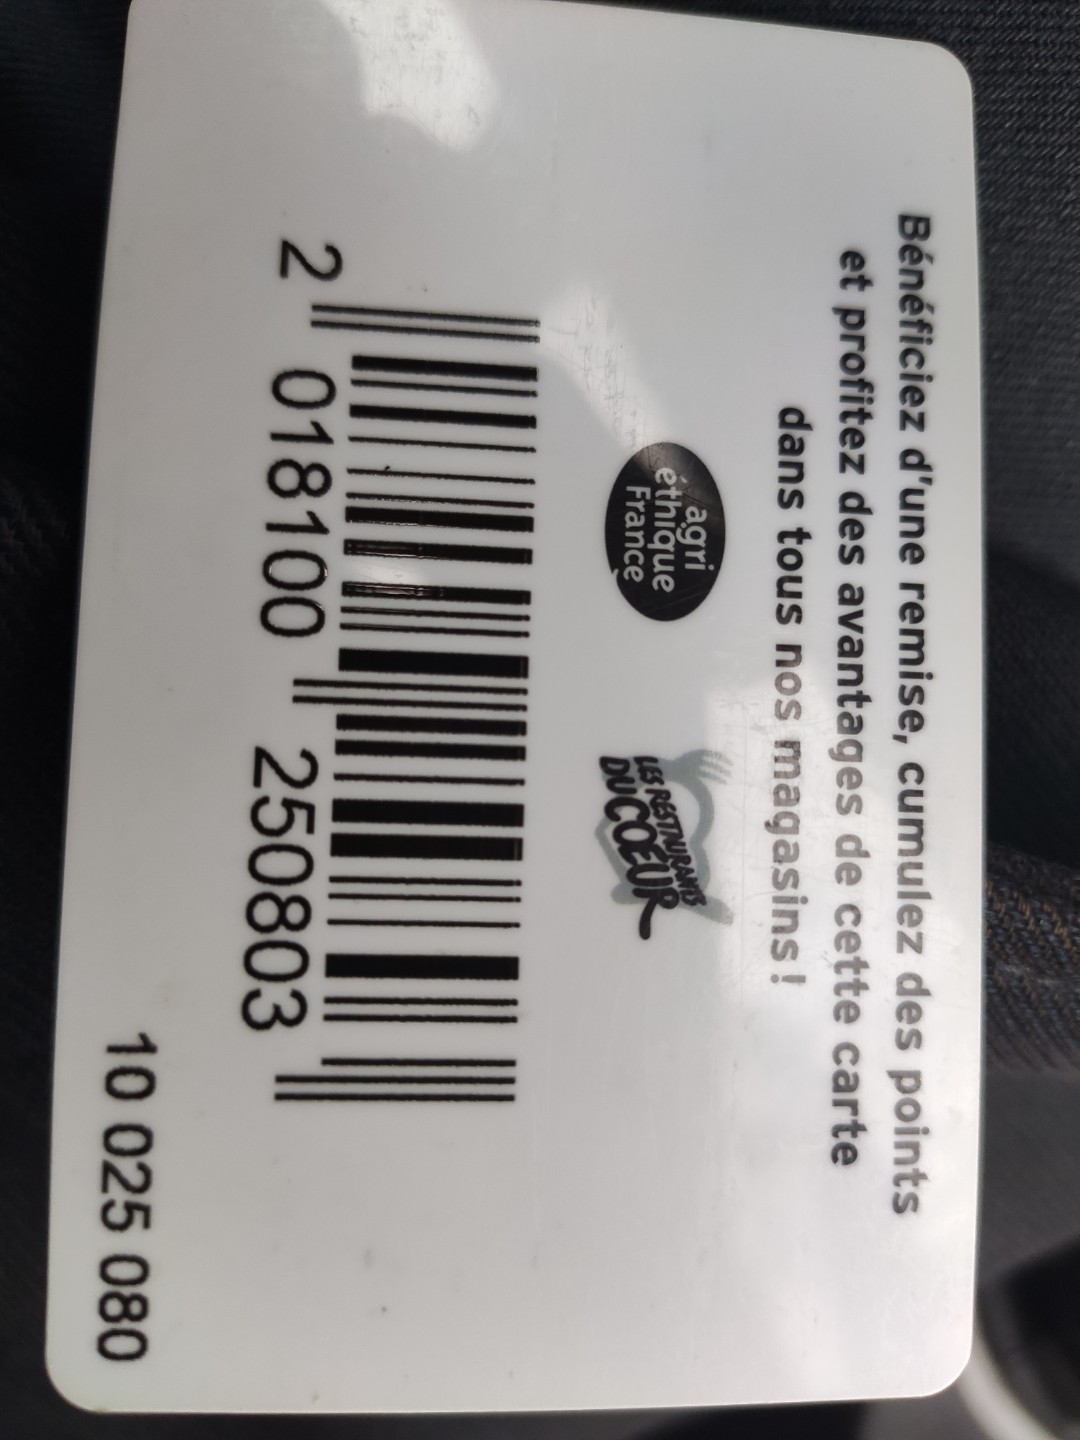 Bénéficiez d'une remise, cumulez des points
et profitez des avantages de cette carte
dans tous nos magasins !
agri
éthique
France
LES RESTAURANTS
DU COEUR
2 018100 250803
10 025 080